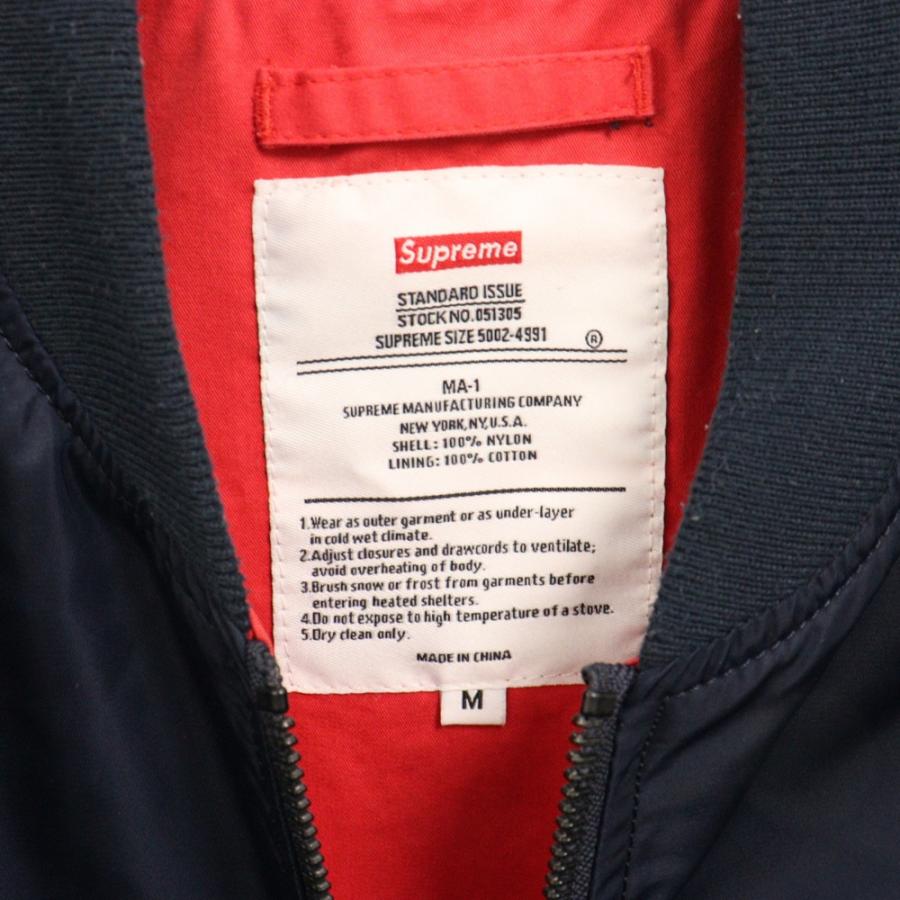 Supreme
STANDARD ISSUE
STOCK NO.051305
SUPREME SIZE 5002-4991 ®
MA-1
SUPREME MANUFACTURING COMPANY
NEW YORK, NY, U.S.A.
SHELL: 100% NYLON
LINING: 100% COTTON
1.Wear as outer garment or as under-layer
in cold wet climate.
2.Adjust closures and drawcords to ventilate;
avoid overheating of body.
3.Brush snow or frost from garments before
entering heated shelters.
4.Do not expose to high temperature of a stove.
5.Dry clean only.
MADE IN CHINA
M